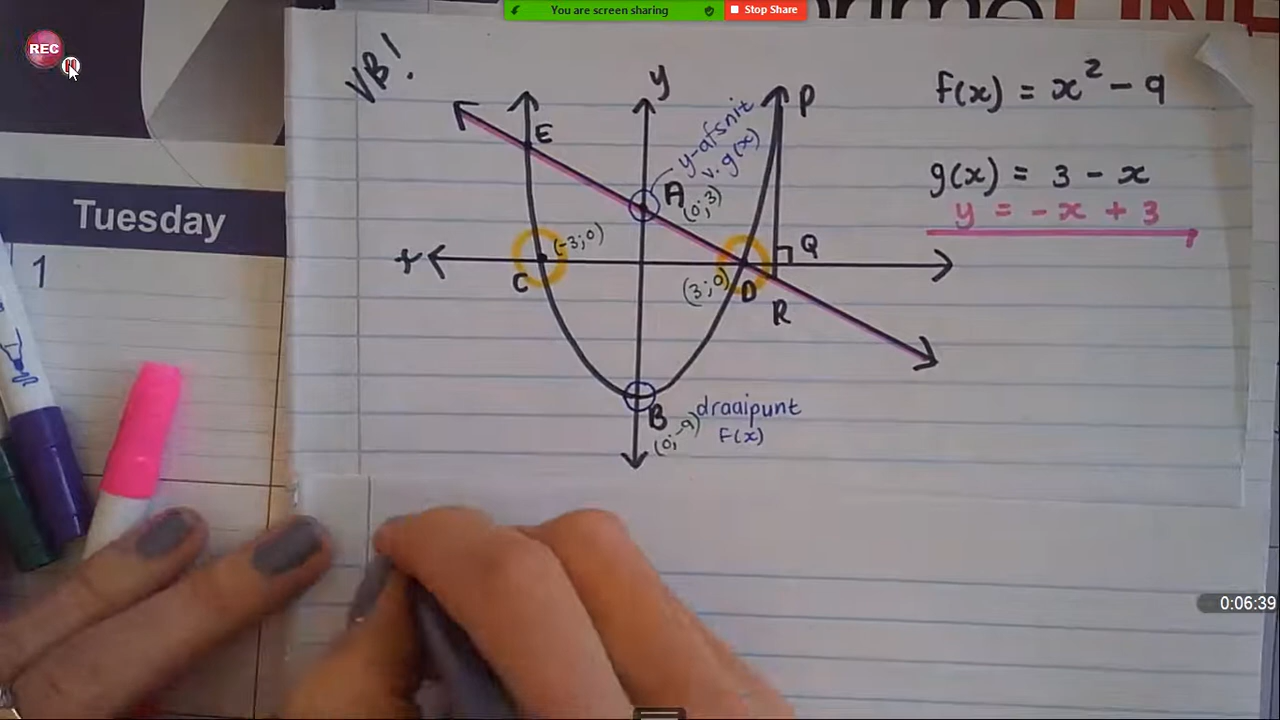 You are screen sharing
Stop Share
REC
Tuesday
1
VB!
y
P
E
y-afsnit
v. g(x)
A
(0;3)
(-3;0)
Q
x
C
(3;0)
D
R
B
(0;-9)
draaipunt
F(x)
f(x) = x² - 9
g(x) = 3 - x
y = -x + 3
0:06:39